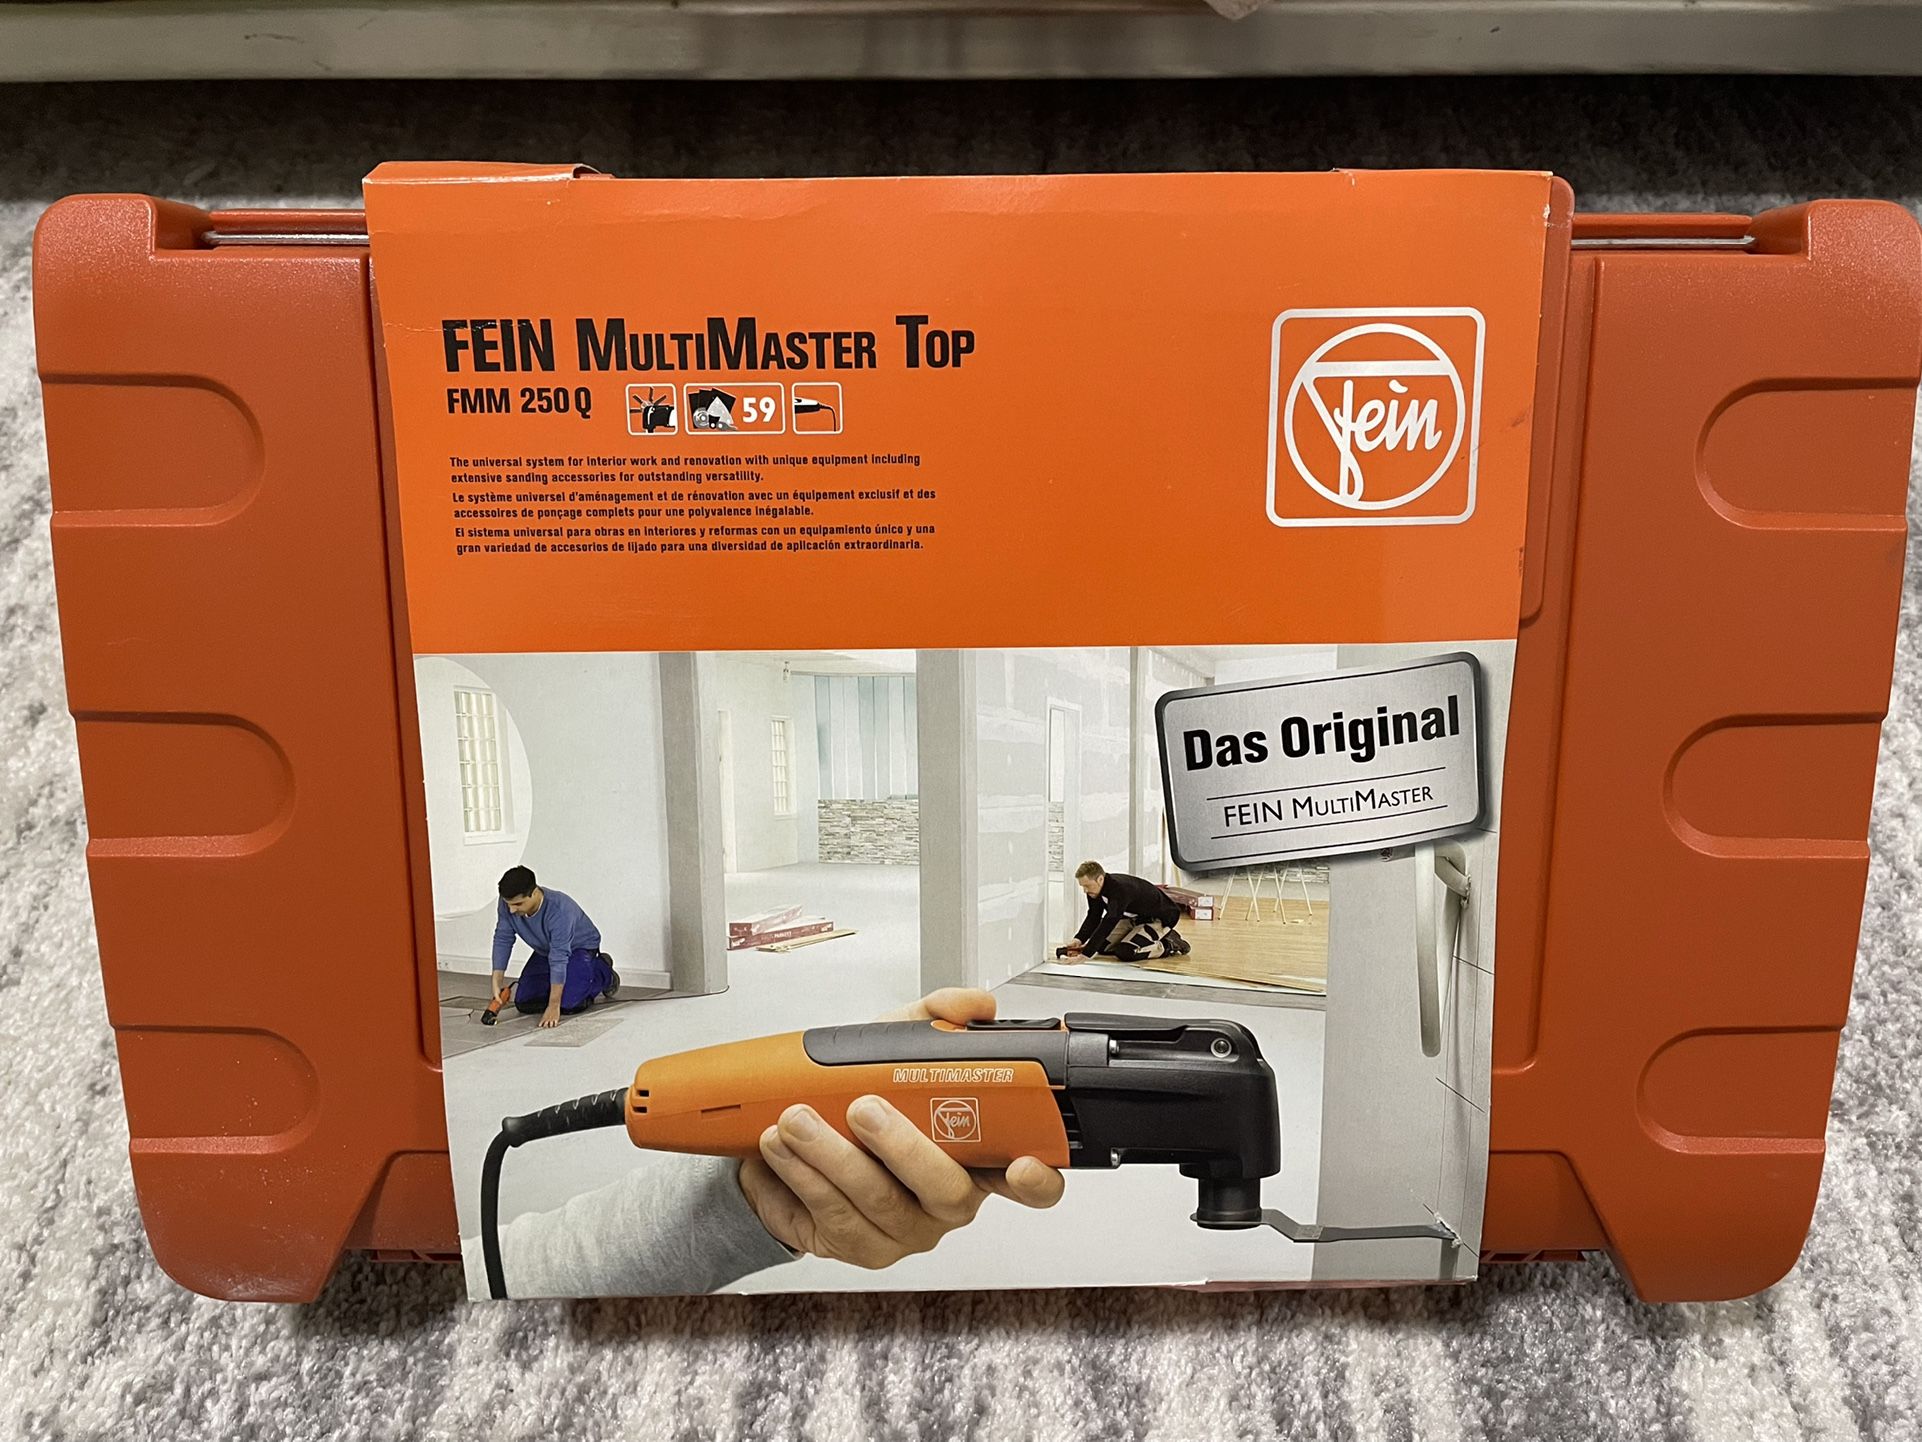 FEIN MULTIMASTER TOP
FMM 250 Q
59
The universal system for interior work and renovation with unique equipment including
extensive sanding accessories for outstanding versatility.
Le système universel d'aménagement et de rénovation avec un équipement exclusif et des
accessoires de ponçage complets pour une polyvalence inégalable.
El sistema universal para obras en interiores y reformas con un equipamiento único y una
gran variedad de accesorios de lijado para una diversidad de aplicación extraordinaria.
fein
Das Original
FEIN MULTIMASTER
MULTIMASTER
fein